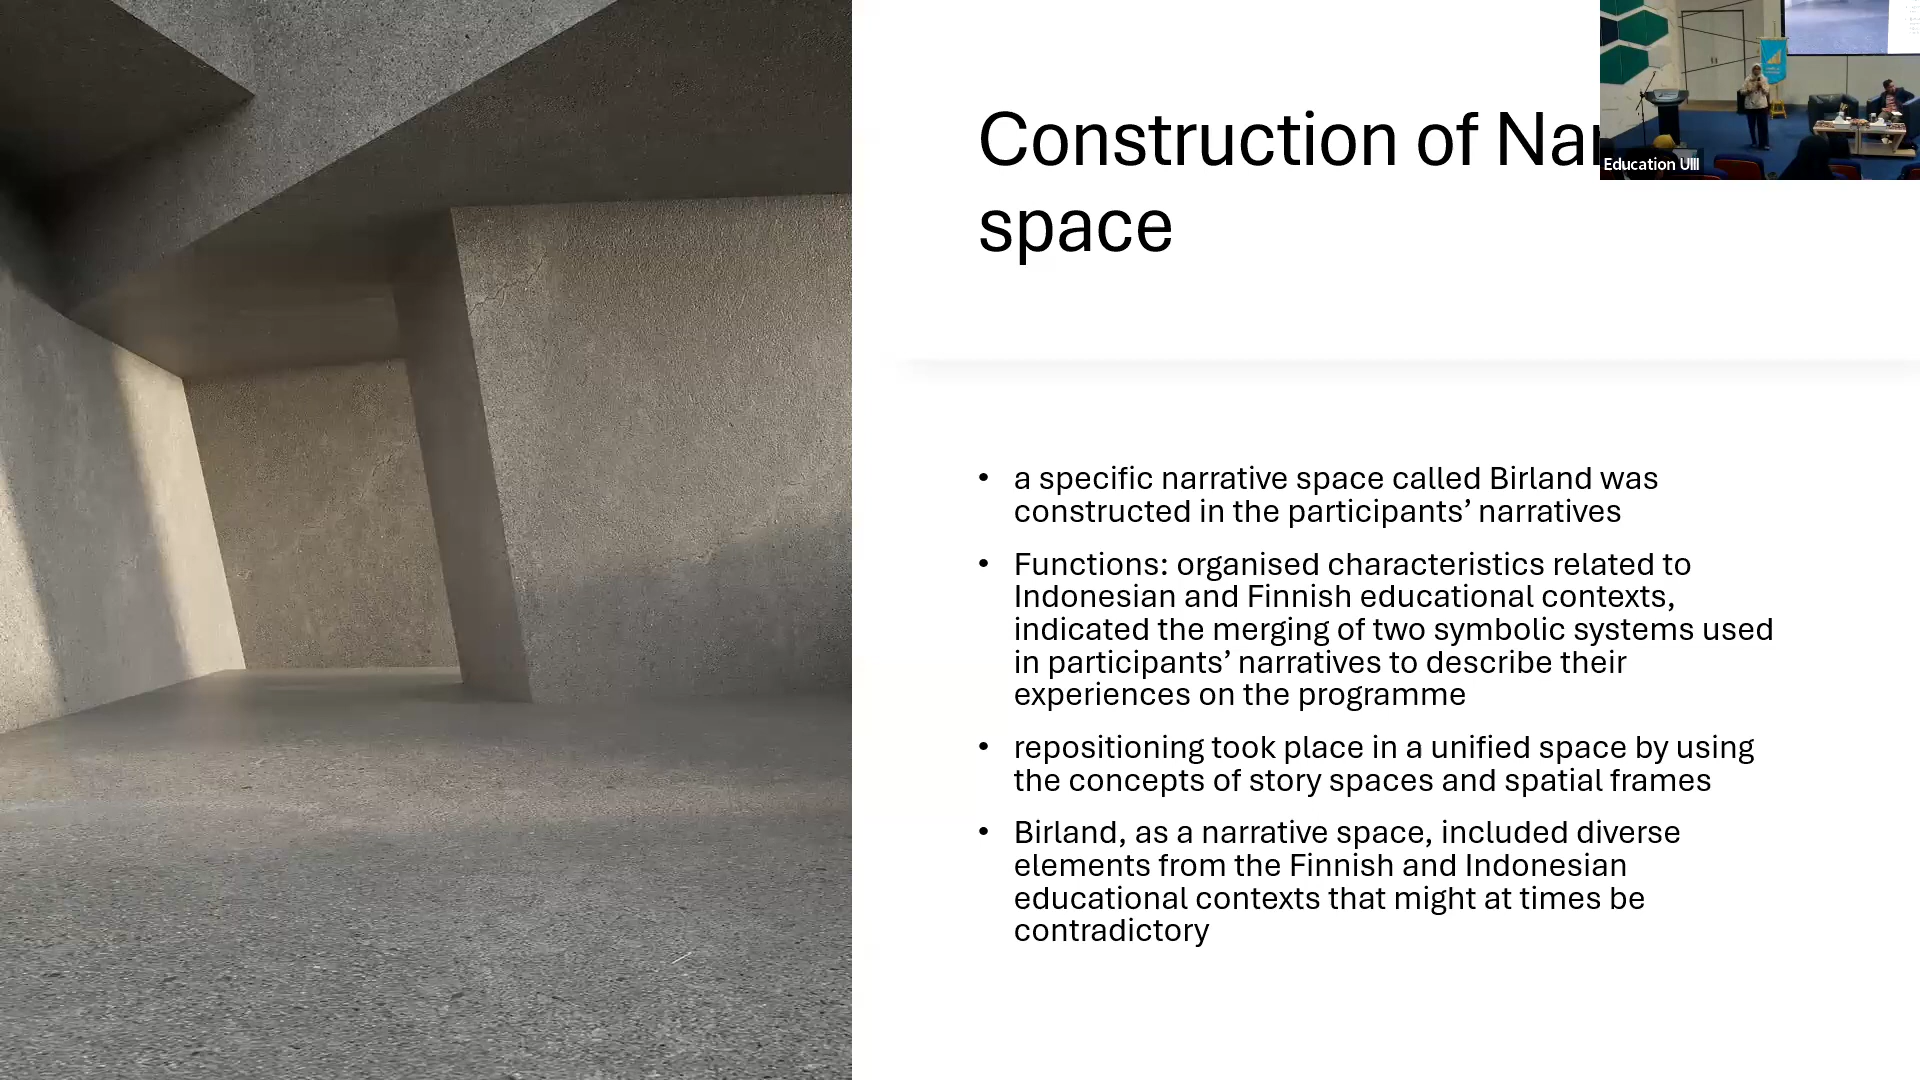 Construction of Nar
space
Education UIII
• a specific narrative space called Birland was
constructed in the participants’ narratives
• Functions: organised characteristics related to
Indonesian and Finnish educational contexts,
indicated the merging of two symbolic systems used
in participants’ narratives to describe their
experiences on the programme
• repositioning took place in a unified space by using
the concepts of story spaces and spatial frames
• Birland, as a narrative space, included diverse
elements from the Finnish and Indonesian
educational contexts that might at times be
contradictory